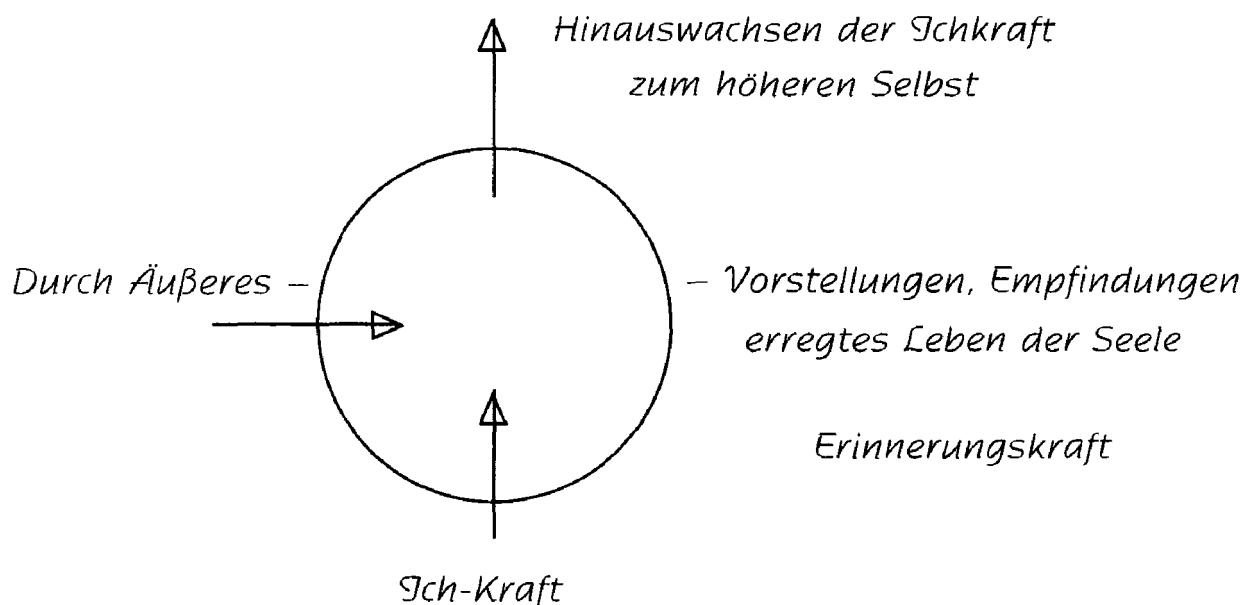 Hinauswachsen der Ichkraft
zum höheren Selbst
Durch Äußeres –
– Vorstellungen, Empfindungen
erregtes Leben der Seele
Erinnerungskraft
Ich-Kraft